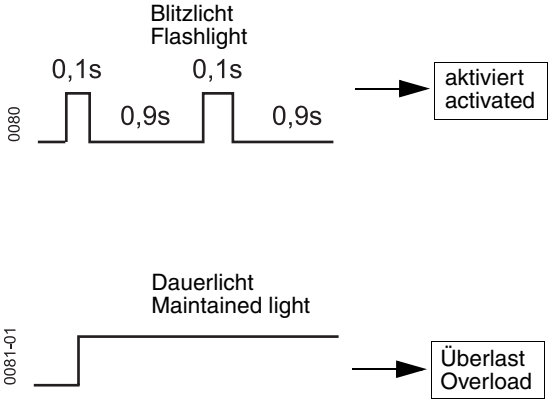 Blitzlicht
Flashlight
0,1s
0,1s
0,9s
0,9s
aktiviert
activated
0080
Dauerlicht
Maintained light
Überlast
Overload
0081-01